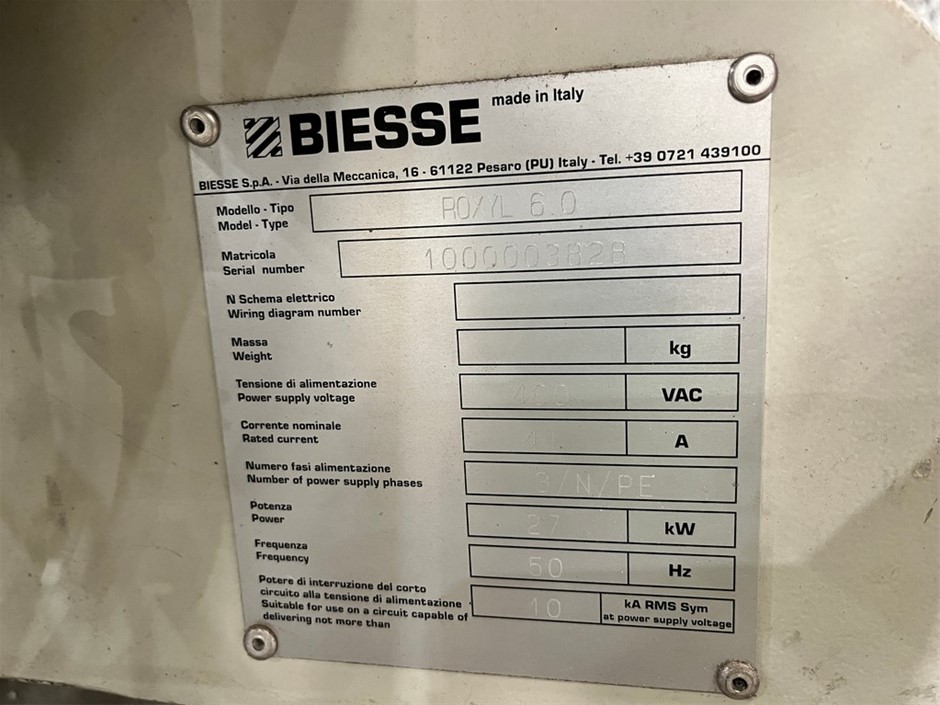 BIESSE made in Italy
BIESSE S.p.A. - Via della Meccanica, 16 - 61122 Pesaro (PU) Italy - Tel. +39 0721 439100
Modello - Tipo
Model - Type
ROXYL 6.0
Matricola
Serial number
1000003828
N Schema elettrico
Wiring diagram number
Massa
Weight
kg
Tensione di alimentazione
Power supply voltage
400 VAC
Corrente nominale
Rated current
A
Numero fasi alimentazione
Number of power supply phases
3/N/PE
Potenza
Power
27 kW
Frequenza
Frequency
50 Hz
Potere di interruzione del corto
circuito alla tensione di alimentazione
Suitable for use on a circuit capable of
delivering not more than
10
kA RMS Sym
at power supply voltage